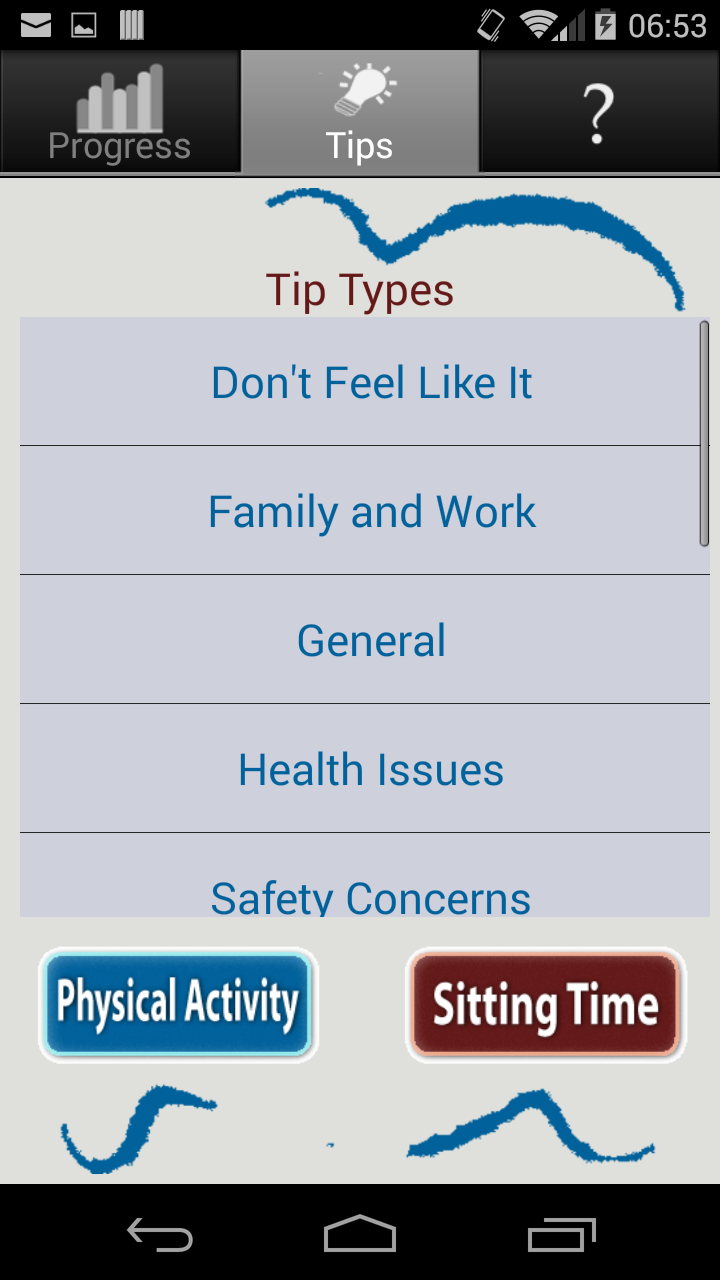 06:53
Progress
Tips
?
Tip Types
Don't Feel Like It
Family and Work
General
Health Issues
Safety Concerns
Physical Activity
Sitting Time